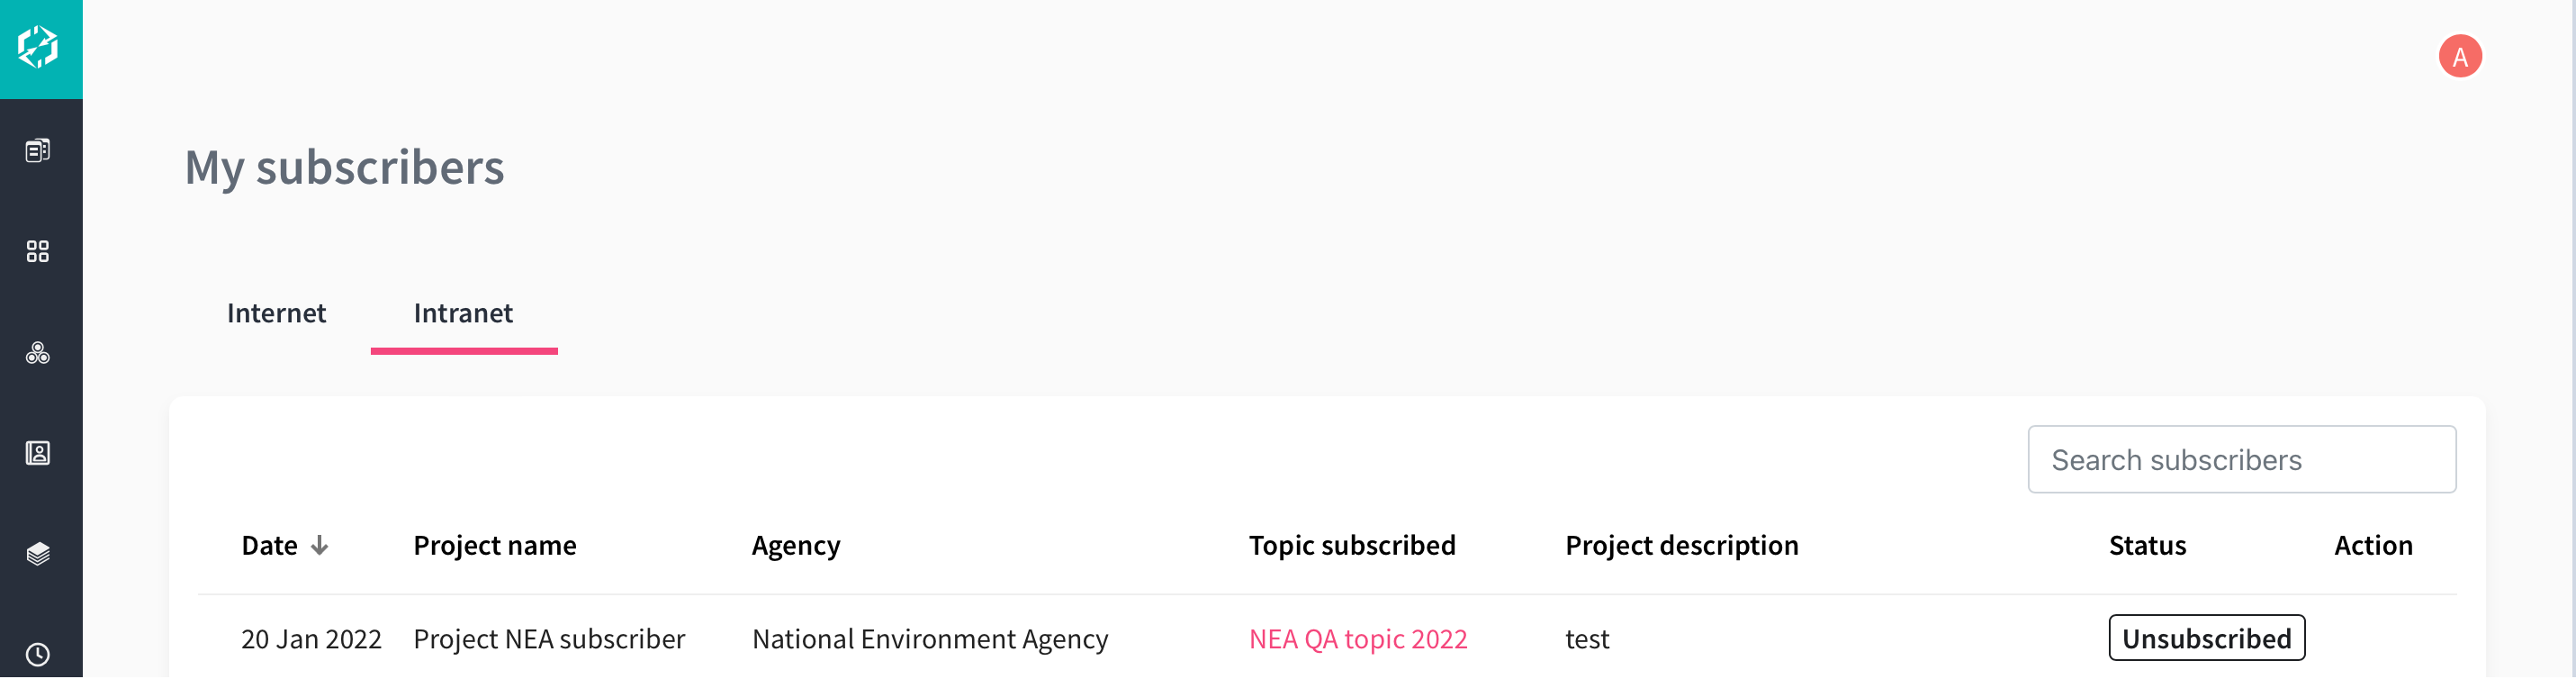 A
My subscribers
Internet Intranet
Search subscribers
Date Project name Agency Topic subscribed Project description Status Action
20 Jan 2022 Project NEA subscriber National Environment Agency NEA QA topic 2022 test Unsubscribed